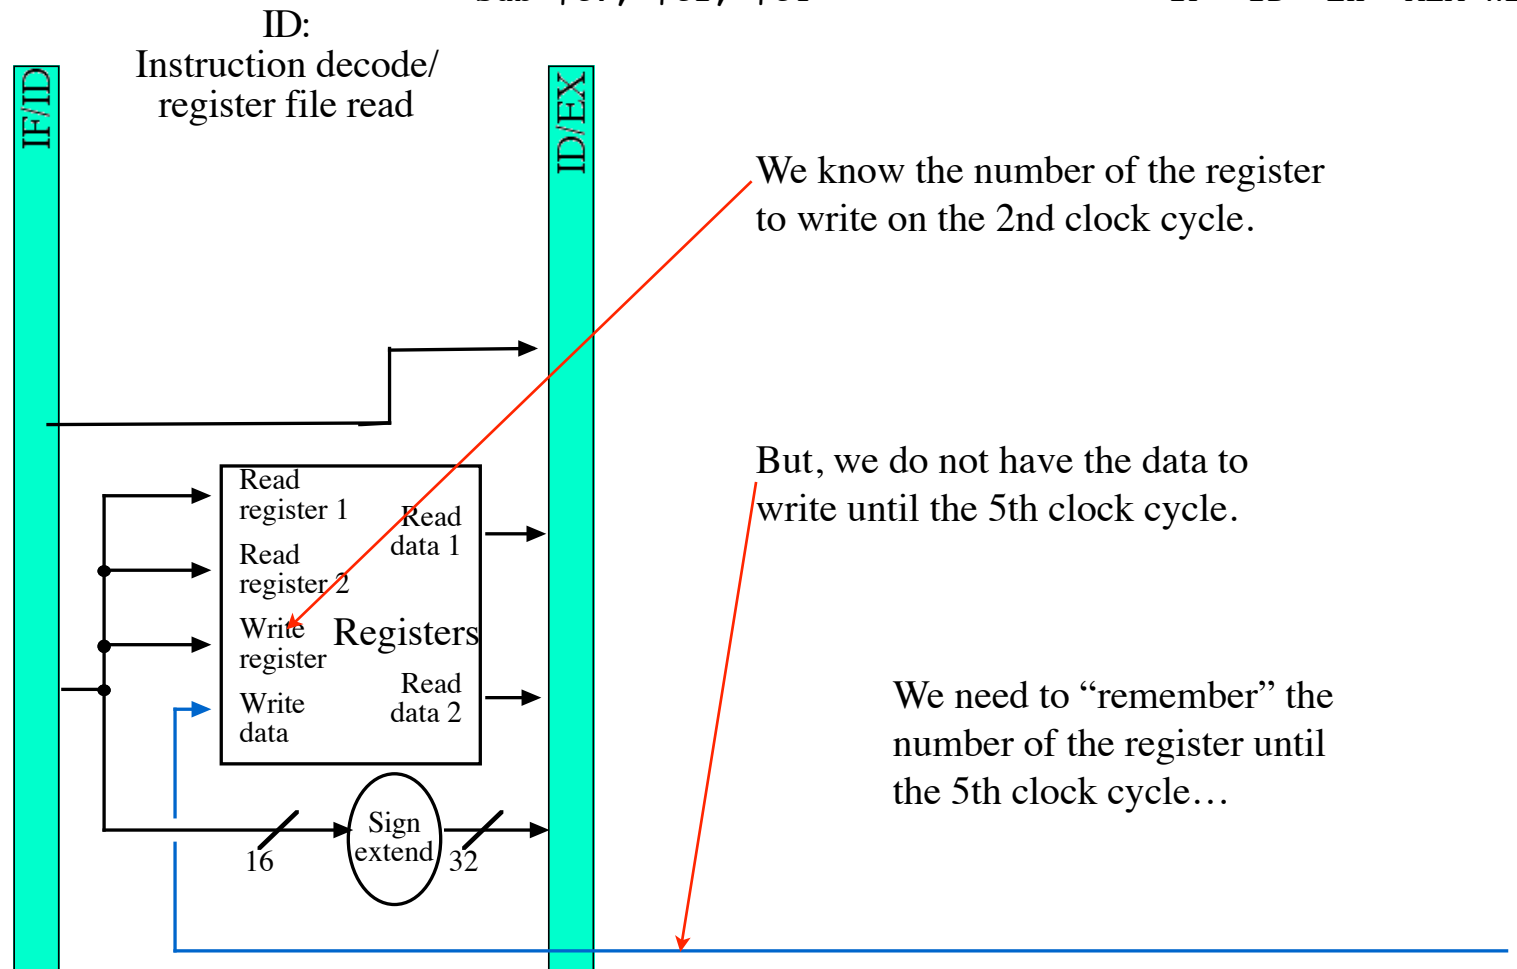 ID:
Instruction decode/
register file read
IF/ID
ID/EX
We know the number of the register
to write on the 2nd clock cycle.
But, we do not have the data to
write until the 5th clock cycle.
We need to “remember” the
number of the register until
the 5th clock cycle…
Read
register 1
Read
register 2
Write
register
Write
data
Read
data 1
Registers
Read
data 2
Sign
extend
16
32